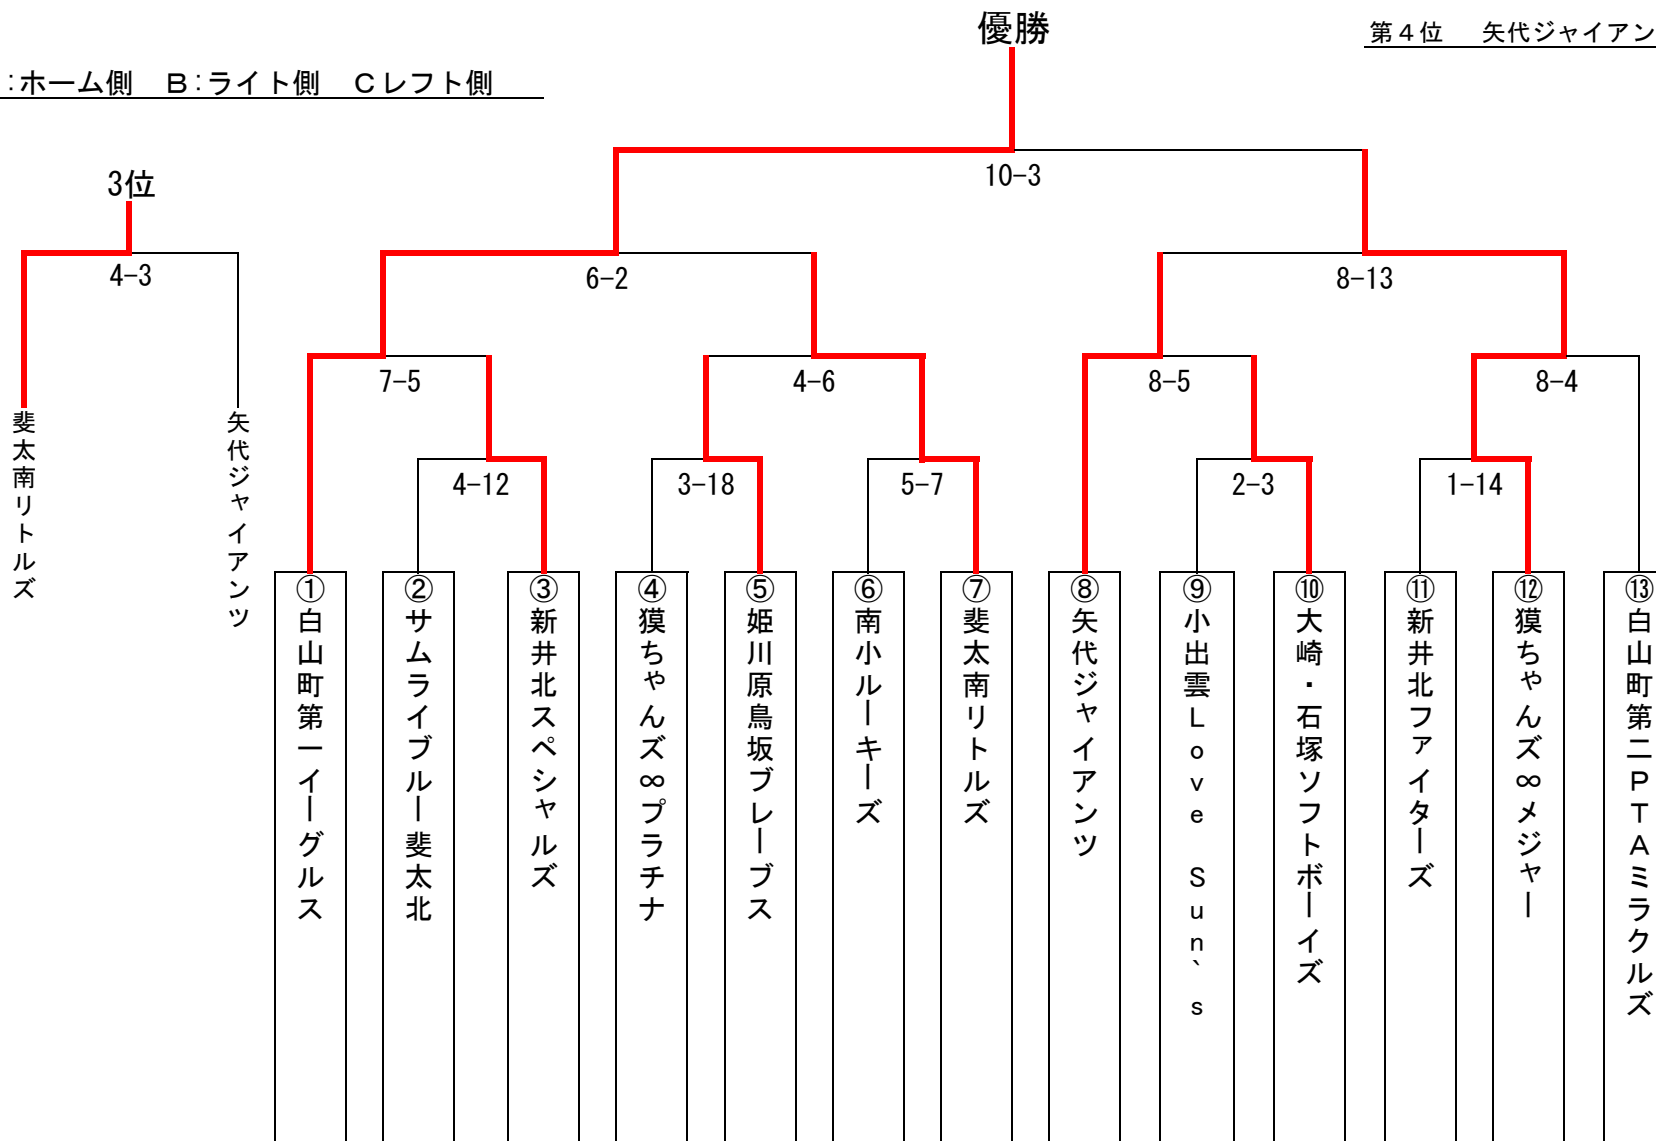 優勝
第４位　矢代ジャイアン
:ホーム側　B:ライト側　Cレフト側
10-3
3位
4-3
6-2
8-13
7-5
4-6
8-5
8-4
4-12
3-18
5-7
2-3
1-14
斐太南リトルズ
矢代ジャイアンツ
①白山町第一イーグルス
②サムライブルー斐太北
③新井北スペシャルズ
④獏ちゃんズ∞プラチナ
⑤姫川原鳥坂ブレーブス
⑥南小ルーキーズ
⑦斐太南リトルズ
⑧矢代ジャイアンツ
⑨小出雲Love Sun`s
⑩大崎・石塚ソフトボーイズ
⑪新井北ファイターズ
⑫獏ちゃんズ∞メジャー
⑬白山町第二PTAミラクルズ